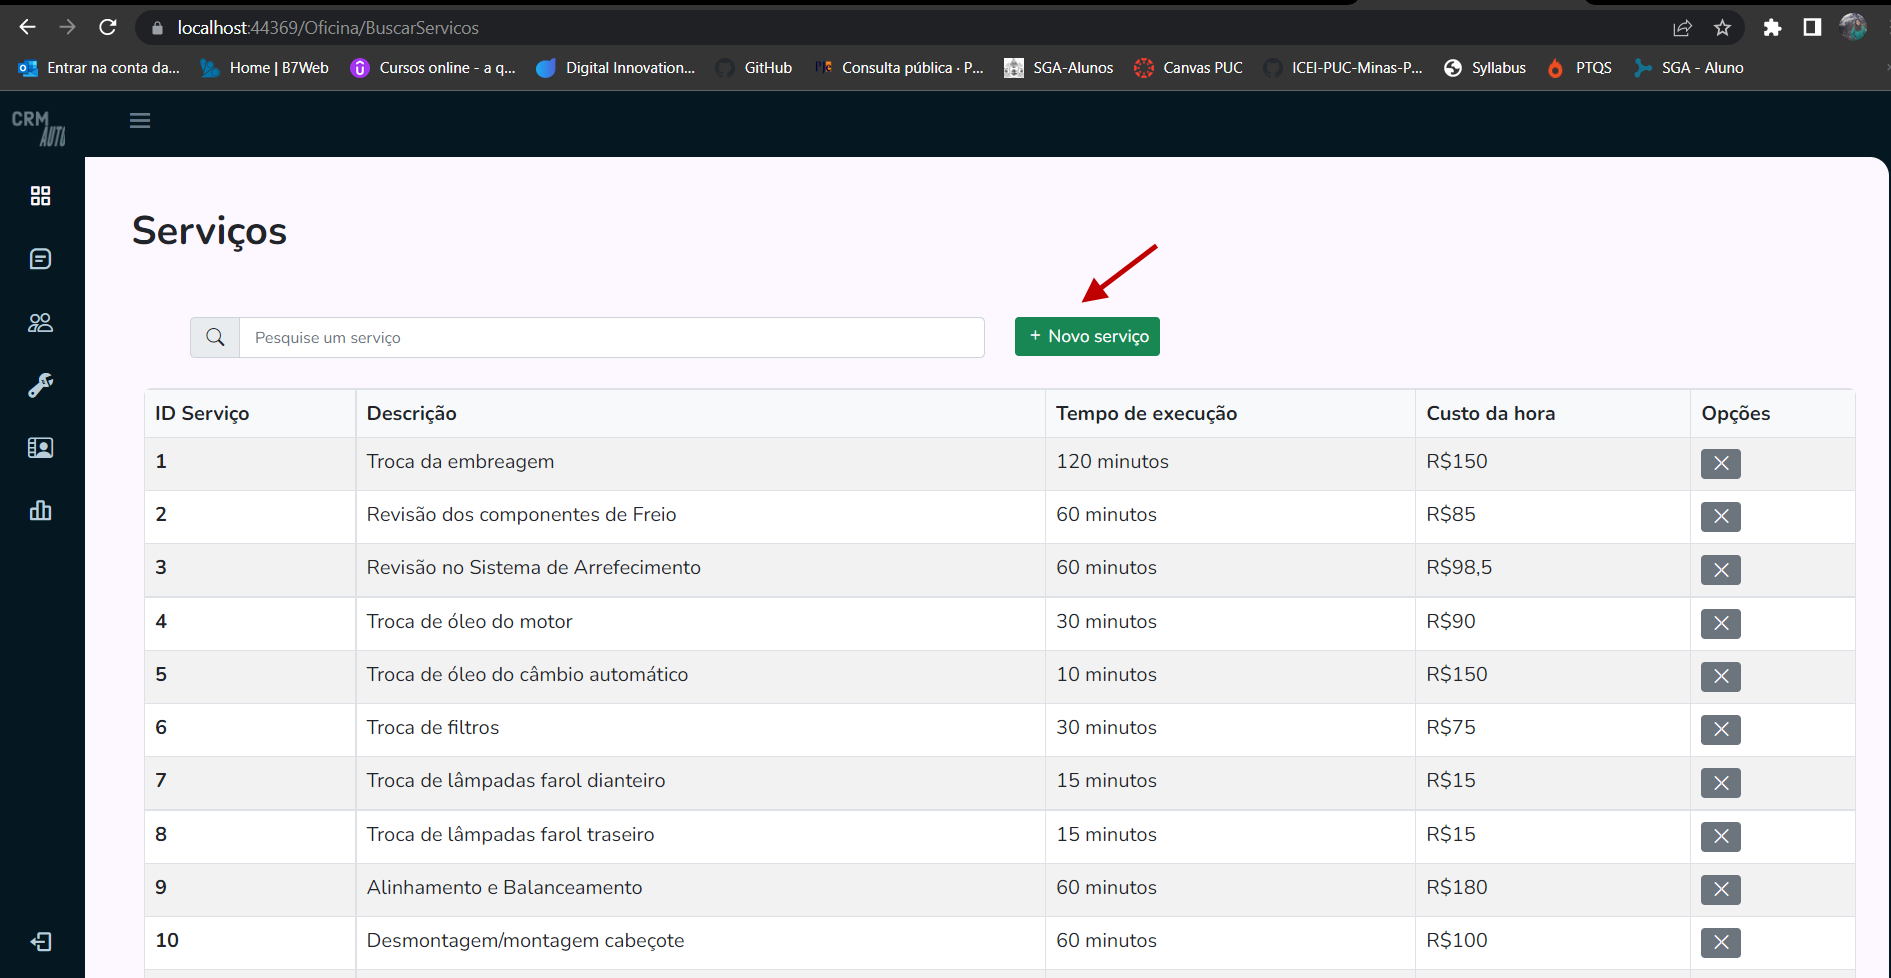 localhost:44369/Oficina/BuscarServicos
Entrar na conta da... Home | B7Web Cursos online - a q... Digital Innovation... GitHub Consulta pública · P... SGA-Alunos Canvas PUC ICEI-PUC-Minas-P... Syllabus PTQS SGA - Aluno
CRM
AUTO
Serviços
Pesquise um serviço
+ Novo serviço
ID Serviço Descrição Tempo de execução Custo da hora Opções
1 Troca da embreagem 120 minutos R$150
2 Revisão dos componentes de Freio 60 minutos R$85
3 Revisão no Sistema de Arrefecimento 60 minutos R$98,5
4 Troca de óleo do motor 30 minutos R$90
5 Troca de óleo do câmbio automático 10 minutos R$150
6 Troca de filtros 30 minutos R$75
7 Troca de lâmpadas farol dianteiro 15 minutos R$15
8 Troca de lâmpadas farol traseiro 15 minutos R$15
9 Alinhamento e Balanceamento 60 minutos R$180
10 Desmontagem/montagem cabeçote 60 minutos R$100